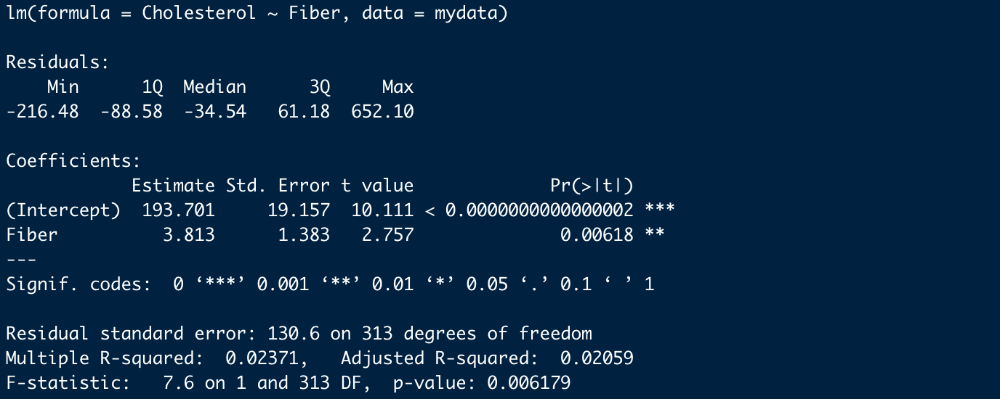 lm(formula = Cholesterol ~ Fiber, data = mydata)
Residuals:
    Min      1Q  Median      3Q     Max
-216.48  -88.58  -34.54   61.18  652.10
Coefficients:
            Estimate Std. Error t value             Pr(>|t|)
(Intercept)  193.701     19.157  10.111 < 0.0000000000000002 ***
Fiber          3.813      1.383   2.757              0.00618 **
---
Signif. codes:  0 ‘***’ 0.001 ‘**’ 0.01 ‘*’ 0.05 ‘.’ 0.1 ‘ ’ 1
Residual standard error: 130.6 on 313 degrees of freedom
Multiple R-squared:  0.02371,	Adjusted R-squared:  0.02059
F-statistic:   7.6 on 1 and 313 DF,  p-value: 0.006179